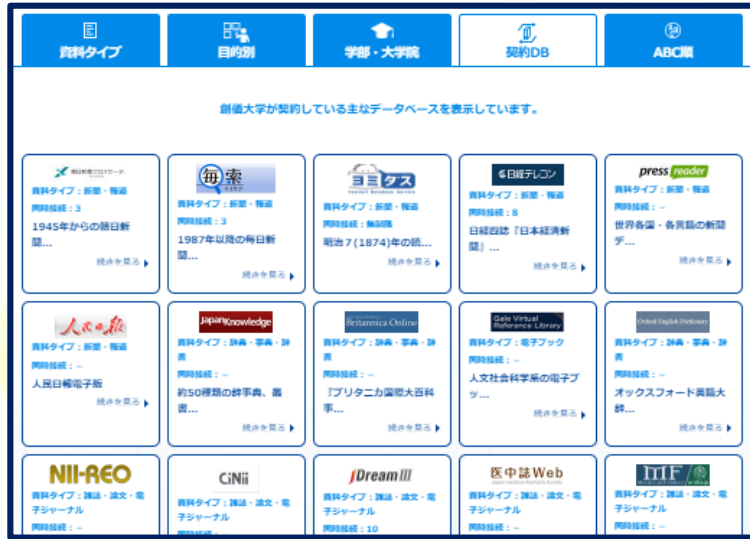 資料タイプ
目的別
学部・大学院
契約DB
ABC順
創価大学が契約している主なデータベースを表示しています。
朝日新聞クロスサーチ
資料タイプ：新聞・報道
同時接続：3
1945年からの朝日新
聞...
続きを見る
毎索
資料タイプ：新聞・報道
同時接続：3
1987年以降の毎日新
聞...
続きを見る
ヨミダス
資料タイプ：新聞・報道
同時接続：無制限
明治７(1874)年の読...
続きを見る
日経テレコン
資料タイプ：新聞・報道
同時接続：8
日経四誌『日本経済新
聞』...
続きを見る
press reader
資料タイプ：新聞・報道
同時接続：－
世界各国・各言語の新聞
デ...
続きを見る
人民日报
資料タイプ：新聞・報道
同時接続：－
人民日報電子版
続きを見る
JapanKnowledge
資料タイプ：辞典・事典・辞
書
同時接続：－
約50種類の辞事典、叢
書...
続きを見る
Britannica Online
資料タイプ：辞典・事典・辞
書
同時接続：－
『ブリタニカ国際大百科
事...
続きを見る
Gale Virtual
Reference Library
資料タイプ：電子ブック
同時接続：－
人文社会科学系の電子ブ
ッ...
続きを見る
Oxford English Dictionary
資料タイプ：辞典・事典・辞
書
同時接続：－
オックスフォード英語大
辞...
続きを見る
NII-REO
資料タイプ：雑誌・論文・電
子ジャーナル
同時接続：－
CiNii
資料タイプ：雑誌・論文・電
子ジャーナル
同時接続：
JDreamIII
資料タイプ：雑誌・論文・電
子ジャーナル
同時接続：10
医中誌Web
資料タイプ：雑誌・論文・電
子ジャーナル
同時接続：－
MF
資料タイプ：雑誌・論文・電
子ジャーナル
同時接続：－